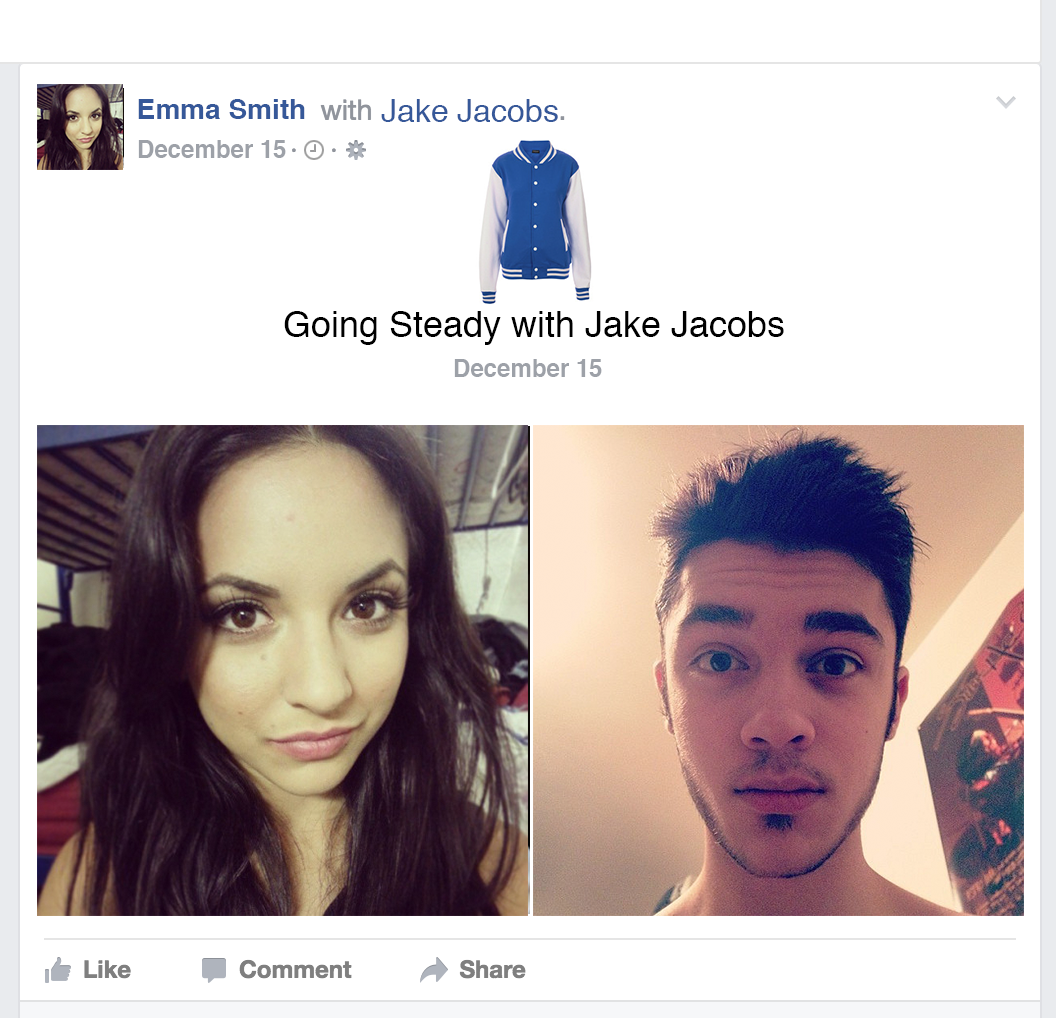 Emma Smith with Jake Jacobs.
December 15 · ·
Going Steady with Jake Jacobs
December 15
Like Comment Share